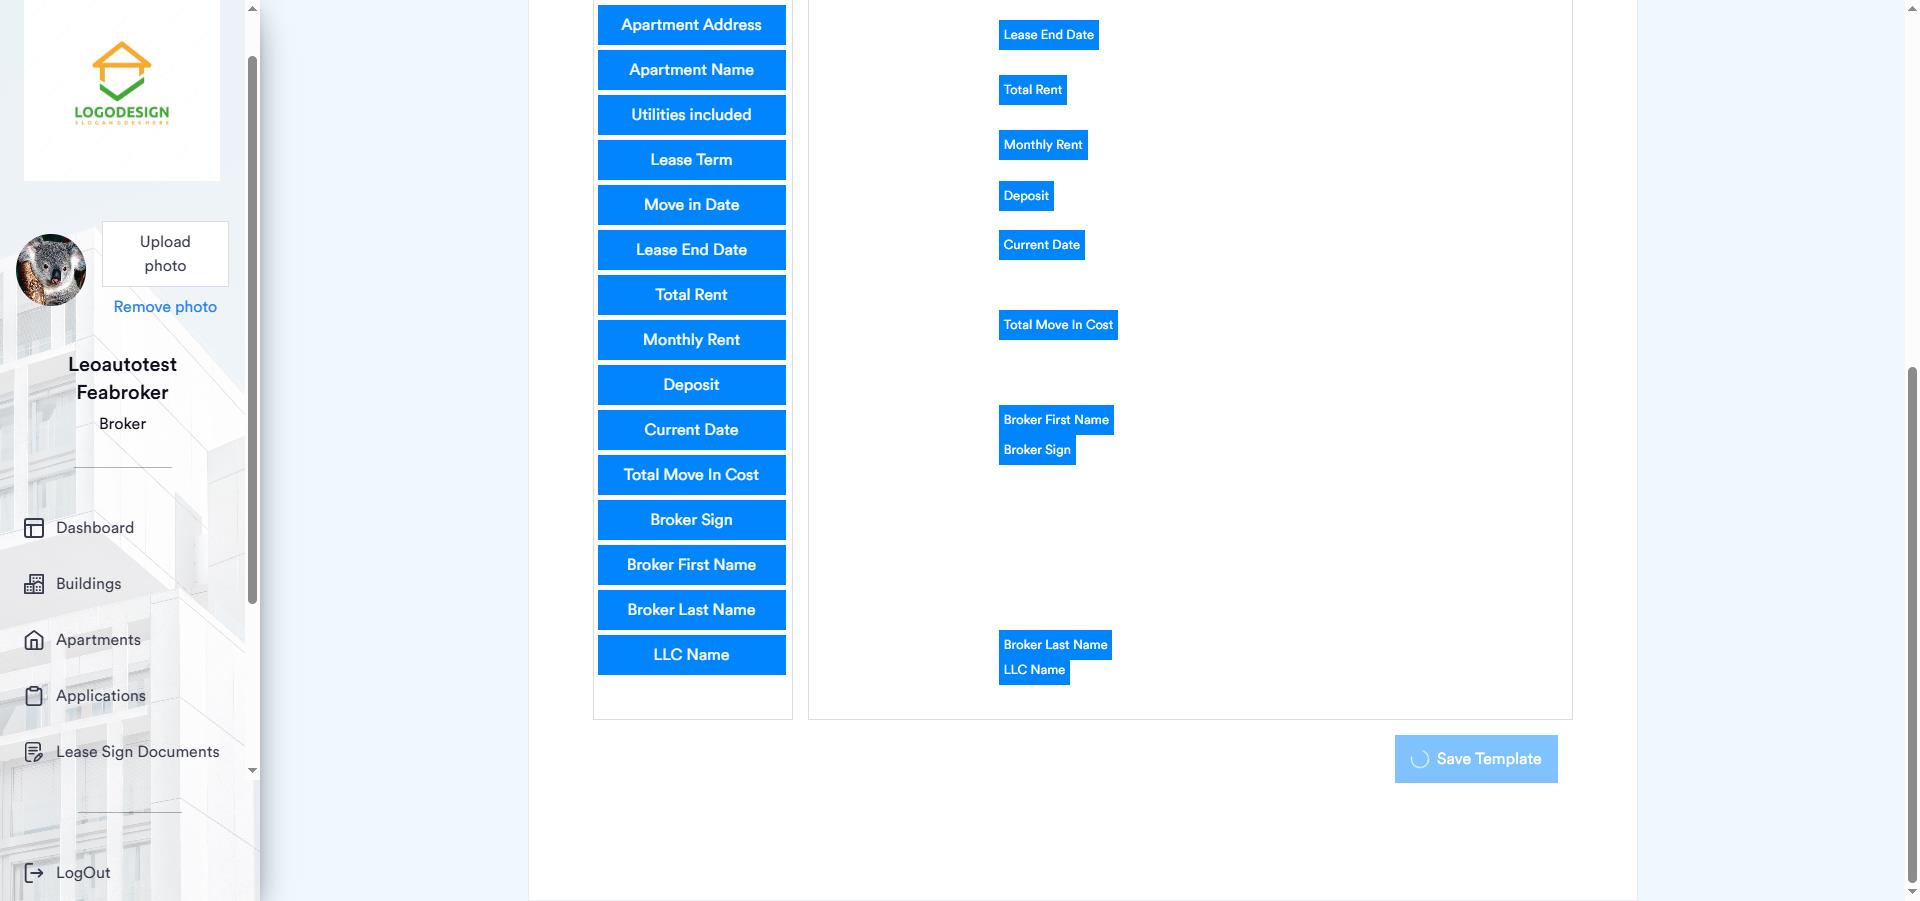 LOGODESIGN
SLOGANGOESHERE
Upload
photo
Remove photo
Leoautotest
Feabroker
Broker
Dashboard
Buildings
Apartments
Applications
Lease Sign Documents
LogOut
Apartment Address
Apartment Name
Utilities included
Lease Term
Move in Date
Lease End Date
Total Rent
Monthly Rent
Deposit
Current Date
Total Move In Cost
Broker Sign
Broker First Name
Broker Last Name
LLC Name
Lease End Date
Total Rent
Monthly Rent
Deposit
Current Date
Total Move In Cost
Broker First Name
Broker Sign
Broker Last Name
LLC Name
Save Template